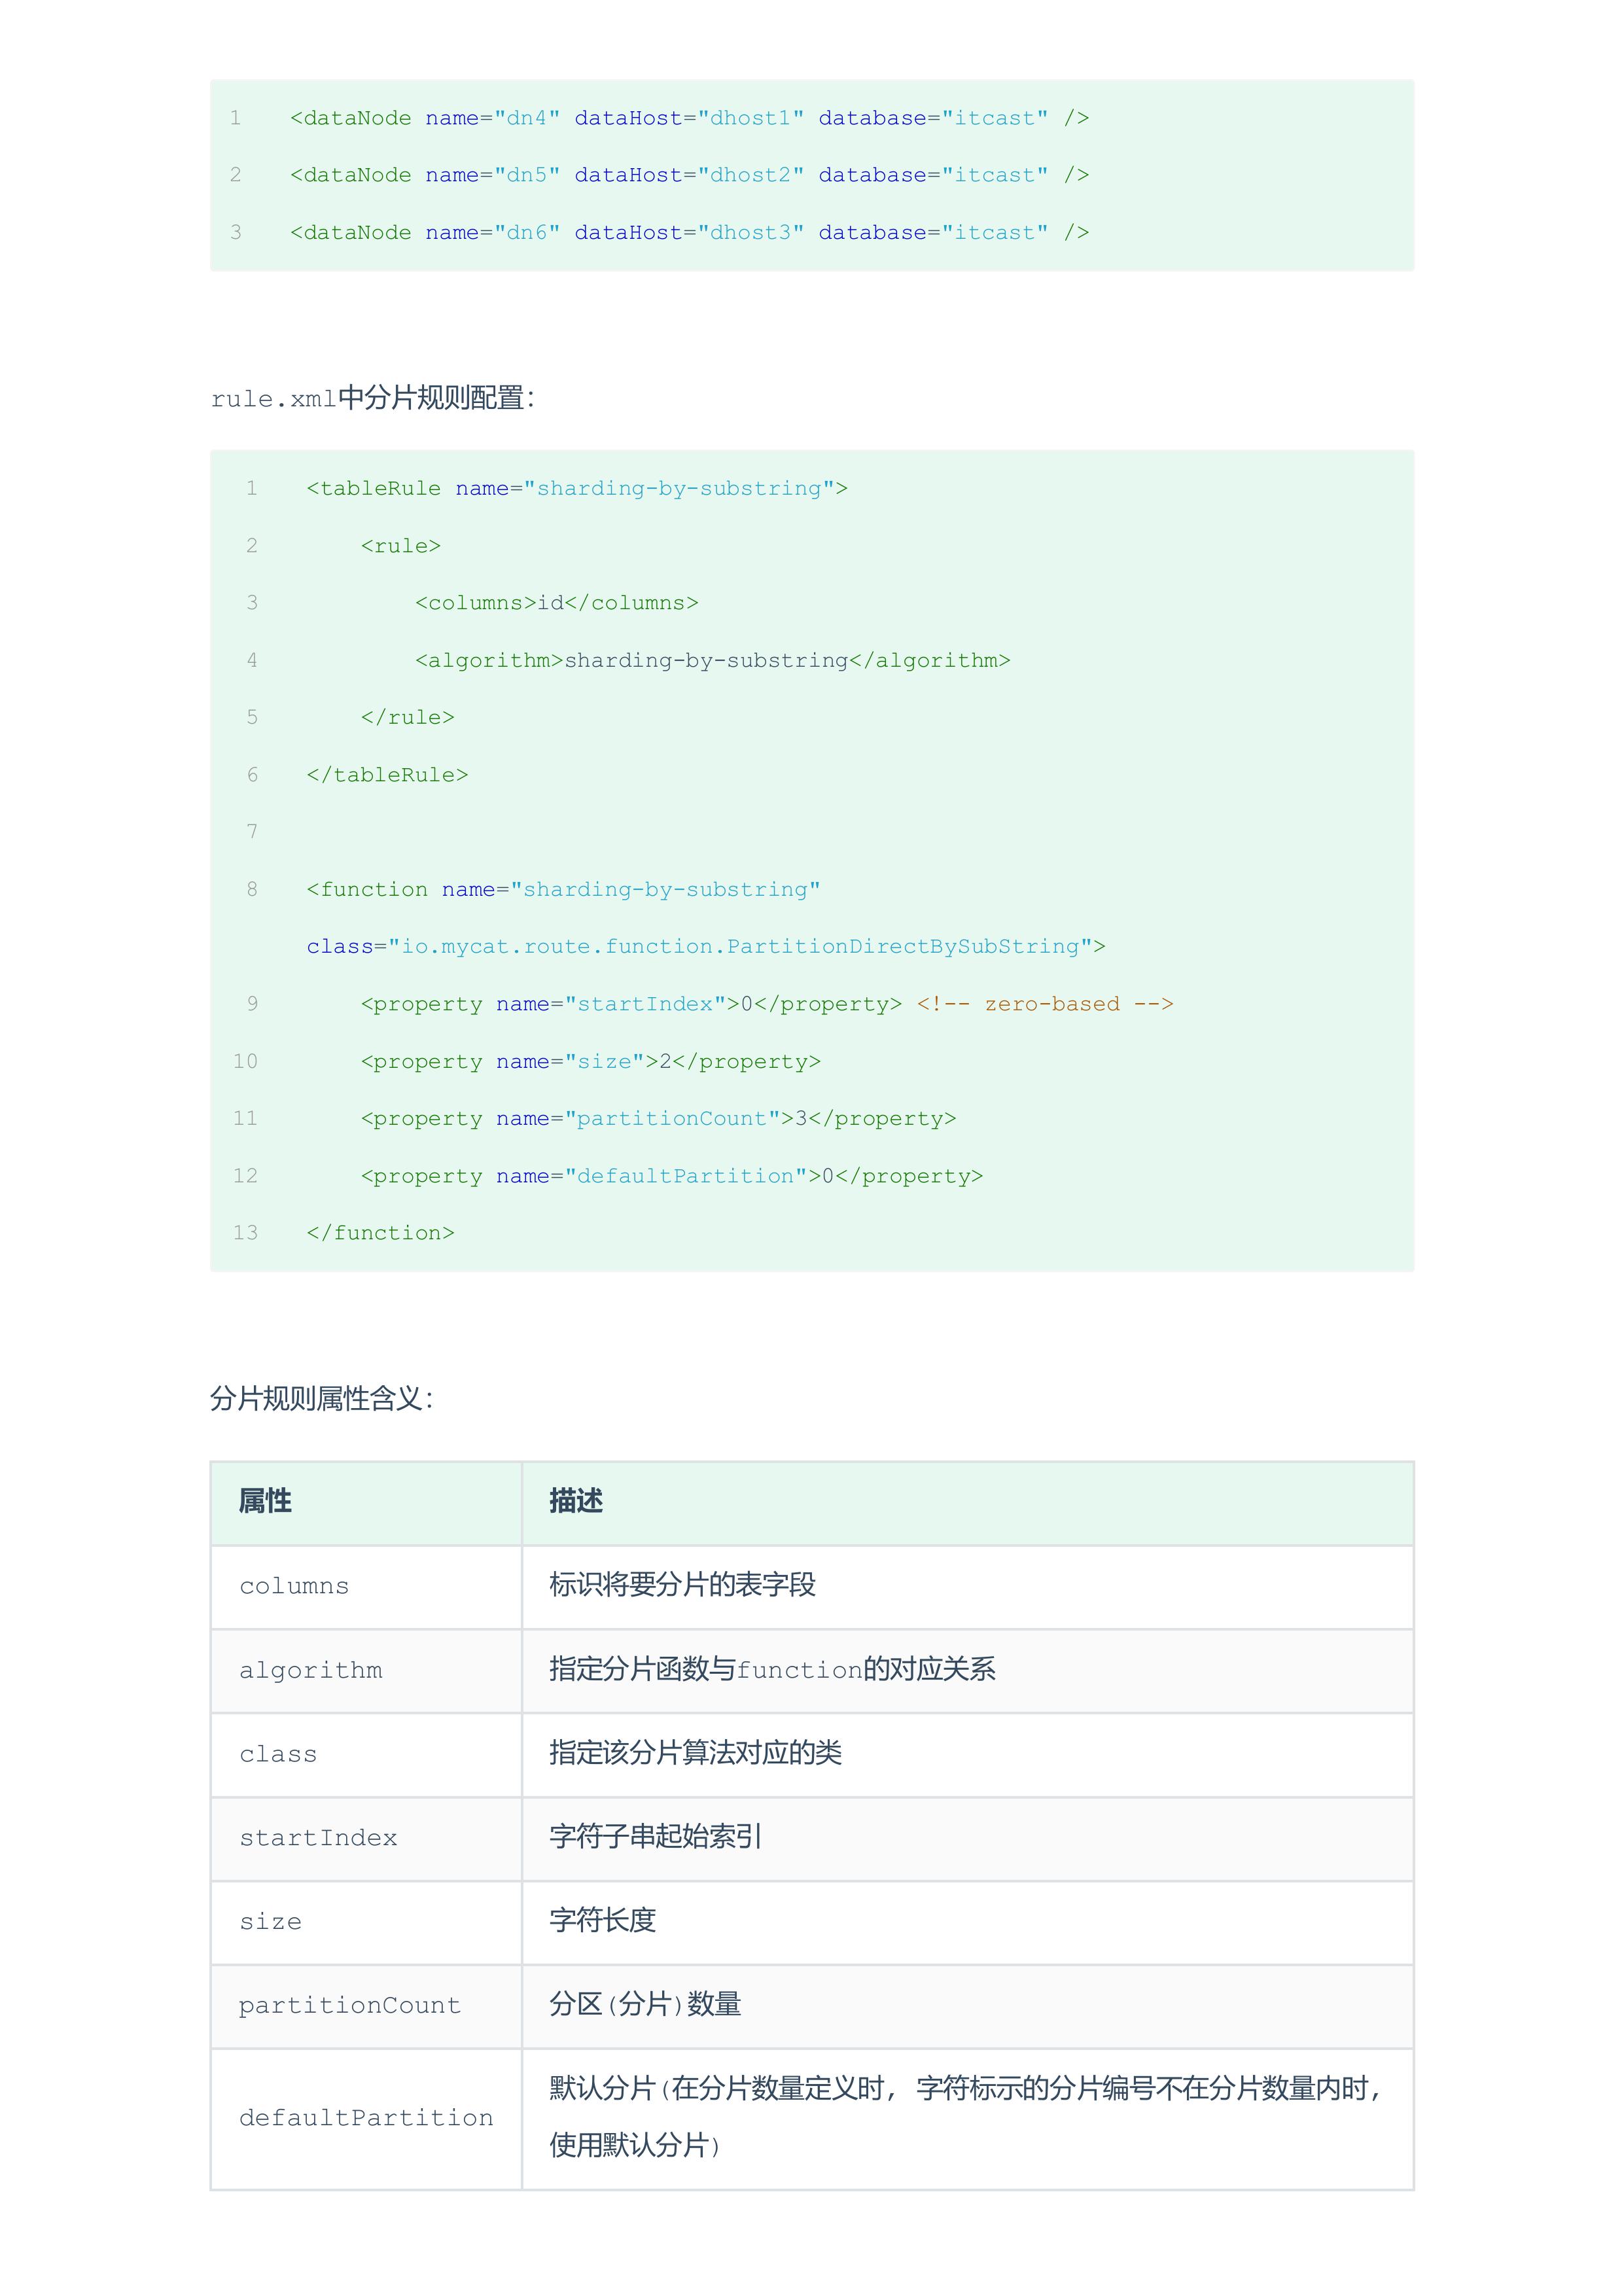 1 <dataNode name="dn4" dataHost="dhost1" database="itcast" />
2 <dataNode name="dn5" dataHost="dhost2" database="itcast" />
3 <dataNode name="dn6" dataHost="dhost3" database="itcast" />
rule.xml中分片规则配置：
1 <tableRule name="sharding-by-substring">
2 <rule>
3 <columns>id</columns>
4 <algorithm>sharding-by-substring</algorithm>
5 </rule>
6 </tableRule>
7
8 <function name="sharding-by-substring"
class="io.mycat.route.function.PartitionDirectBySubString">
9 <property name="startIndex">0</property> <!-- zero-based -->
10 <property name="size">2</property>
11 <property name="partitionCount">3</property>
12 <property name="defaultPartition">0</property>
13 </function>
分片规则属性含义：
属性 描述
columns 标识将要分片的表字段
algorithm 指定分片函数与function的对应关系
class 指定该分片算法对应的类
startIndex 字符子串起始索引
size 字符长度
partitionCount 分区(分片)数量
defaultPartition 默认分片(在分片数量定义时, 字符标示的分片编号不在分片数量内时,
使用默认分片)